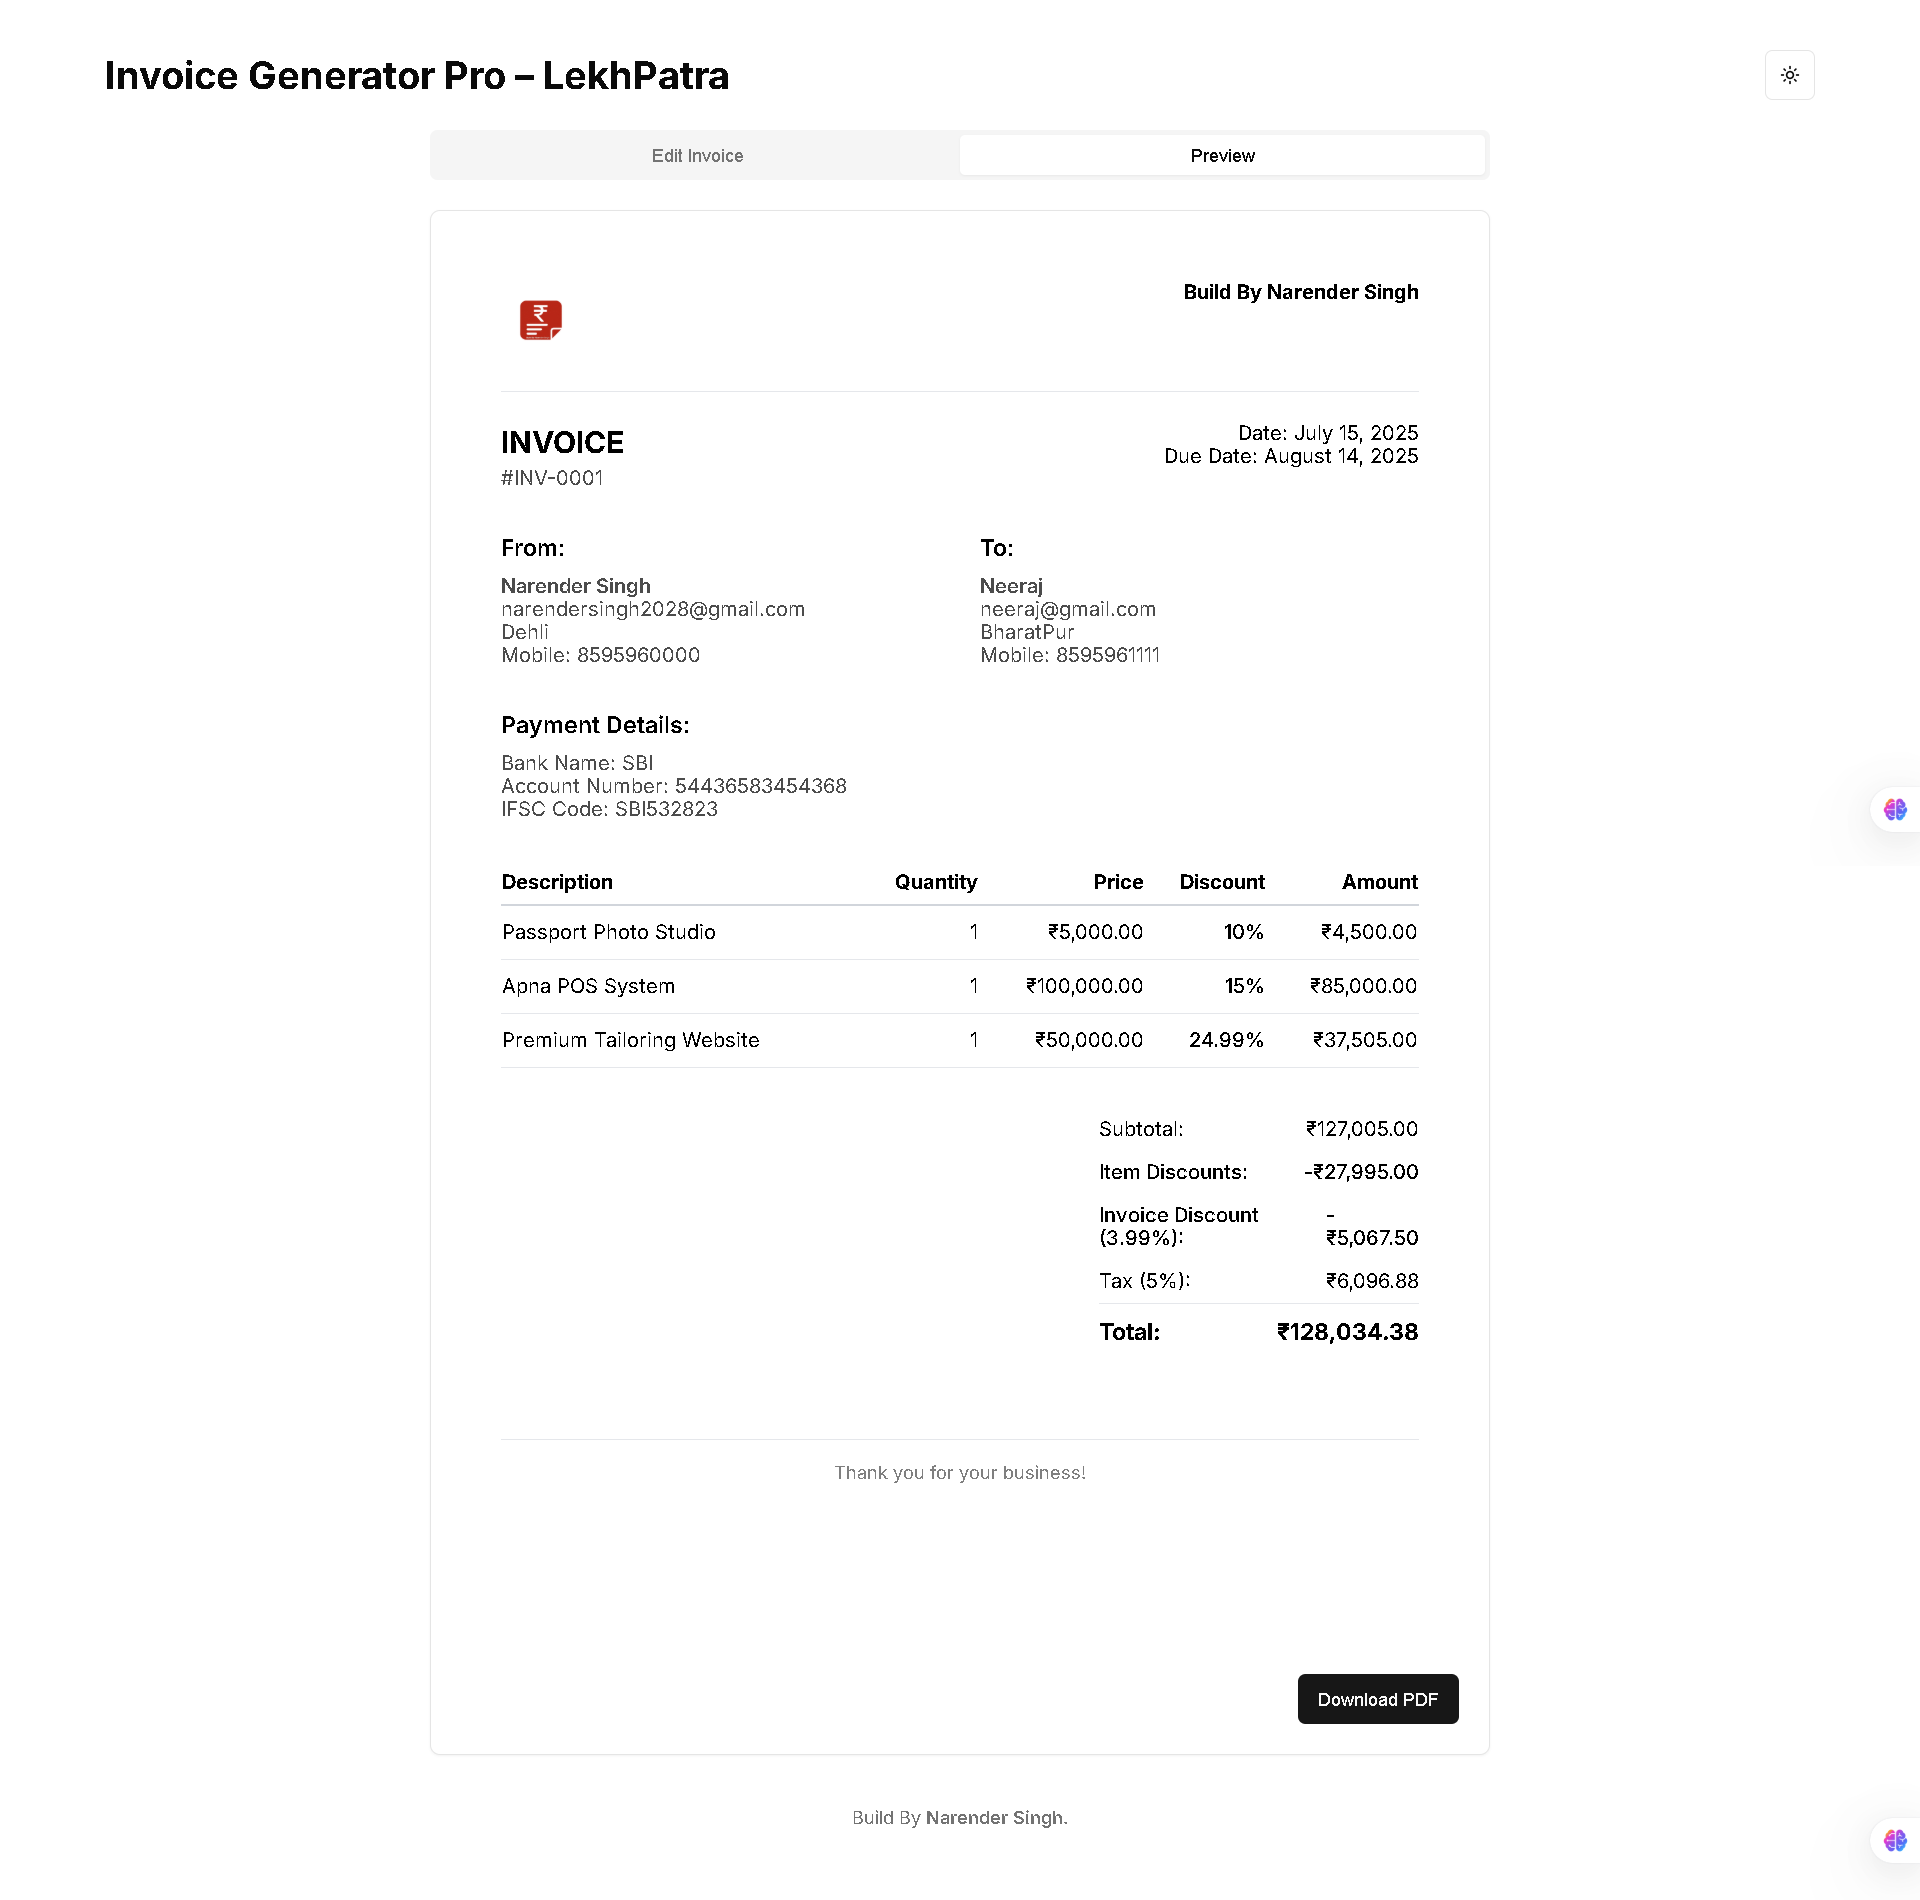 Invoice Generator Pro – LekhPatra
Edit Invoice
Preview
₹
Build By Narender Singh
INVOICE
#INV-0001
Date: July 15, 2025
Due Date: August 14, 2025
From:
Narender Singh
narendersingh2028@gmail.com
Dehli
Mobile: 8595960000
To:
Neeraj
neeraj@gmail.com
BharatPur
Mobile: 8595961111
Payment Details:
Bank Name: SBI
Account Number: 54436583454368
IFSC Code: SBI532823
Description Quantity Price Discount Amount
Passport Photo Studio 1 ₹5,000.00 10% ₹4,500.00
Apna POS System 1 ₹100,000.00 15% ₹85,000.00
Premium Tailoring Website 1 ₹50,000.00 24.99% ₹37,505.00
Subtotal: ₹127,005.00
Item Discounts: -₹27,995.00
Invoice Discount -
(3.99%): ₹5,067.50
Tax (5%): ₹6,096.88
Total: ₹128,034.38
Thank you for your business!
Download PDF
Build By Narender Singh.